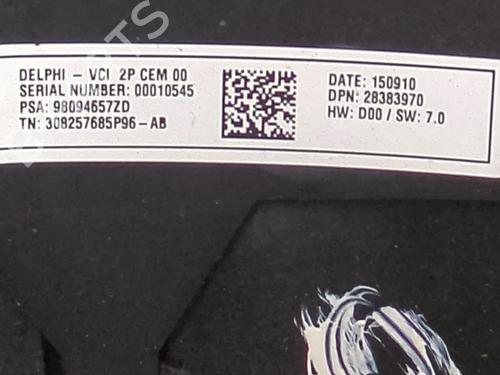 DELPHI - VCI 2P CEM 00
SERIAL NUMBER: 00010545
PSA: 98094657ZD
TN: 308257685P96-AB
DATE: 150910
DPN: 28383970
HW: D00 / SW: 7.0